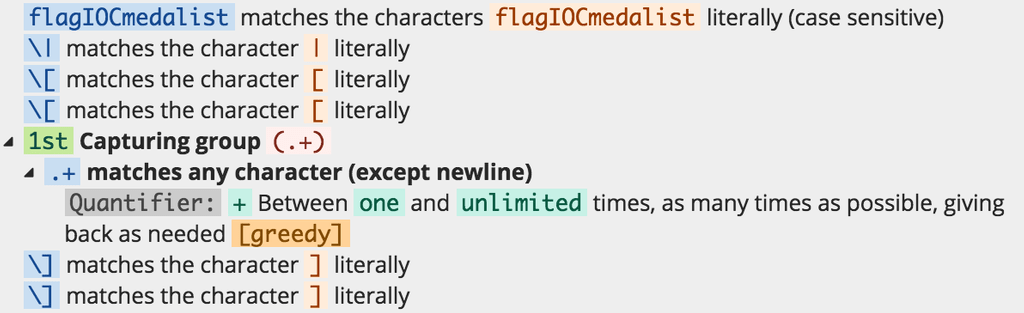 flagIOCmedalist matches the characters flagIOCmedalist literally (case sensitive)
\| matches the character | literally
\[ matches the character [ literally
\[ matches the character [ literally
1st Capturing group (.+)
.+ matches any character (except newline)
Quantifier: + Between one and unlimited times, as many times as possible, giving
back as needed [greedy]
\] matches the character ] literally
\] matches the character ] literally